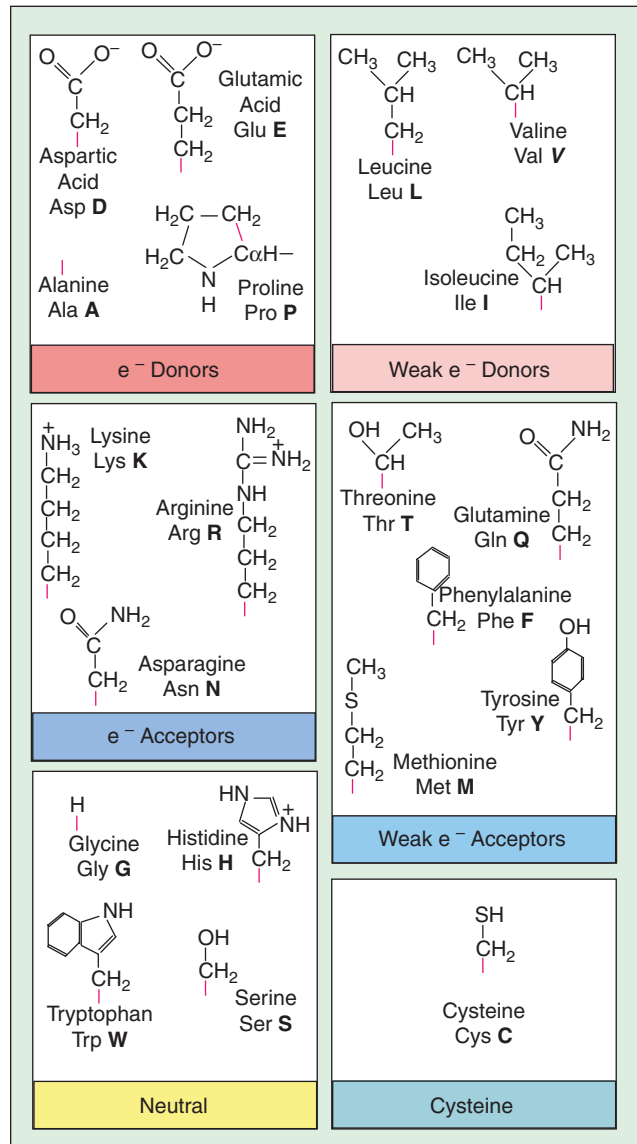 O
O−
C
CH2
Aspartic
Acid
Asp D
O
O−
C
CH2
CH2
Glutamic
Acid
Glu E
Alanine
Ala A
H2C
CH2
H2C
CαH–
N
H
Proline
Pro P
e − Donors
CH3
CH3
CH
CH2
Leucine
Leu L
CH3
CH3
CH
Valine
Val V
CH3
CH2
CH3
CH
Isoleucine
Ile I
Weak e − Donors
+
NH3
CH2
CH2
CH2
CH2
Lysine
Lys K
NH2
+
C=NH2
NH
CH2
CH2
CH2
Arginine
Arg R
O
NH2
C
CH2
Asparagine
Asn N
e − Acceptors
OH
CH3
CH
Threonine
Thr T
O
NH2
C
CH2
CH2
Glutamine
Gln Q
CH2
Phenylalanine
Phe F
CH3
S
CH2
CH2
Methionine
Met M
OH
CH2
Tyrosine
Tyr Y
Weak e − Acceptors
H
Glycine
Gly G
HN
+
NH
CH2
Histidine
His H
NH
CH2
Tryptophan
Trp W
OH
CH2
Serine
Ser S
Neutral
SH
CH2
Cysteine
Cys C
Cysteine